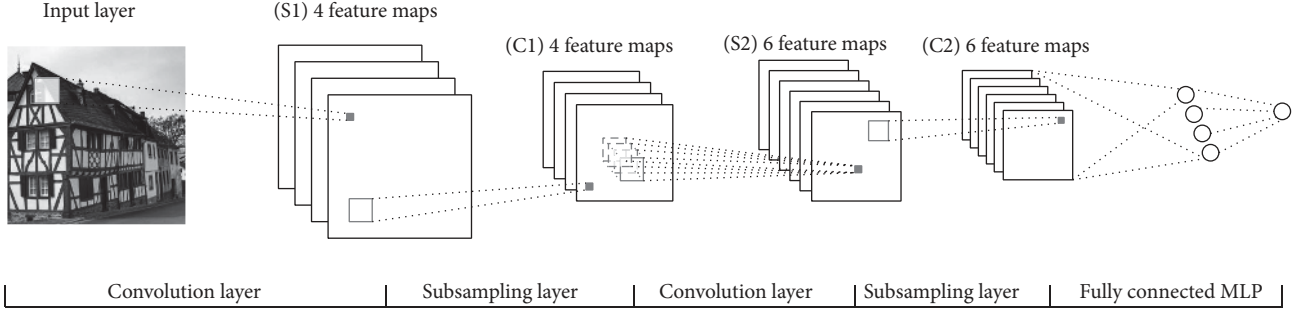 Input layer
(S1) 4 feature maps
(C1) 4 feature maps
(S2) 6 feature maps
(C2) 6 feature maps
Convolution layer
Subsampling layer
Convolution layer
Subsampling layer
Fully connected MLP